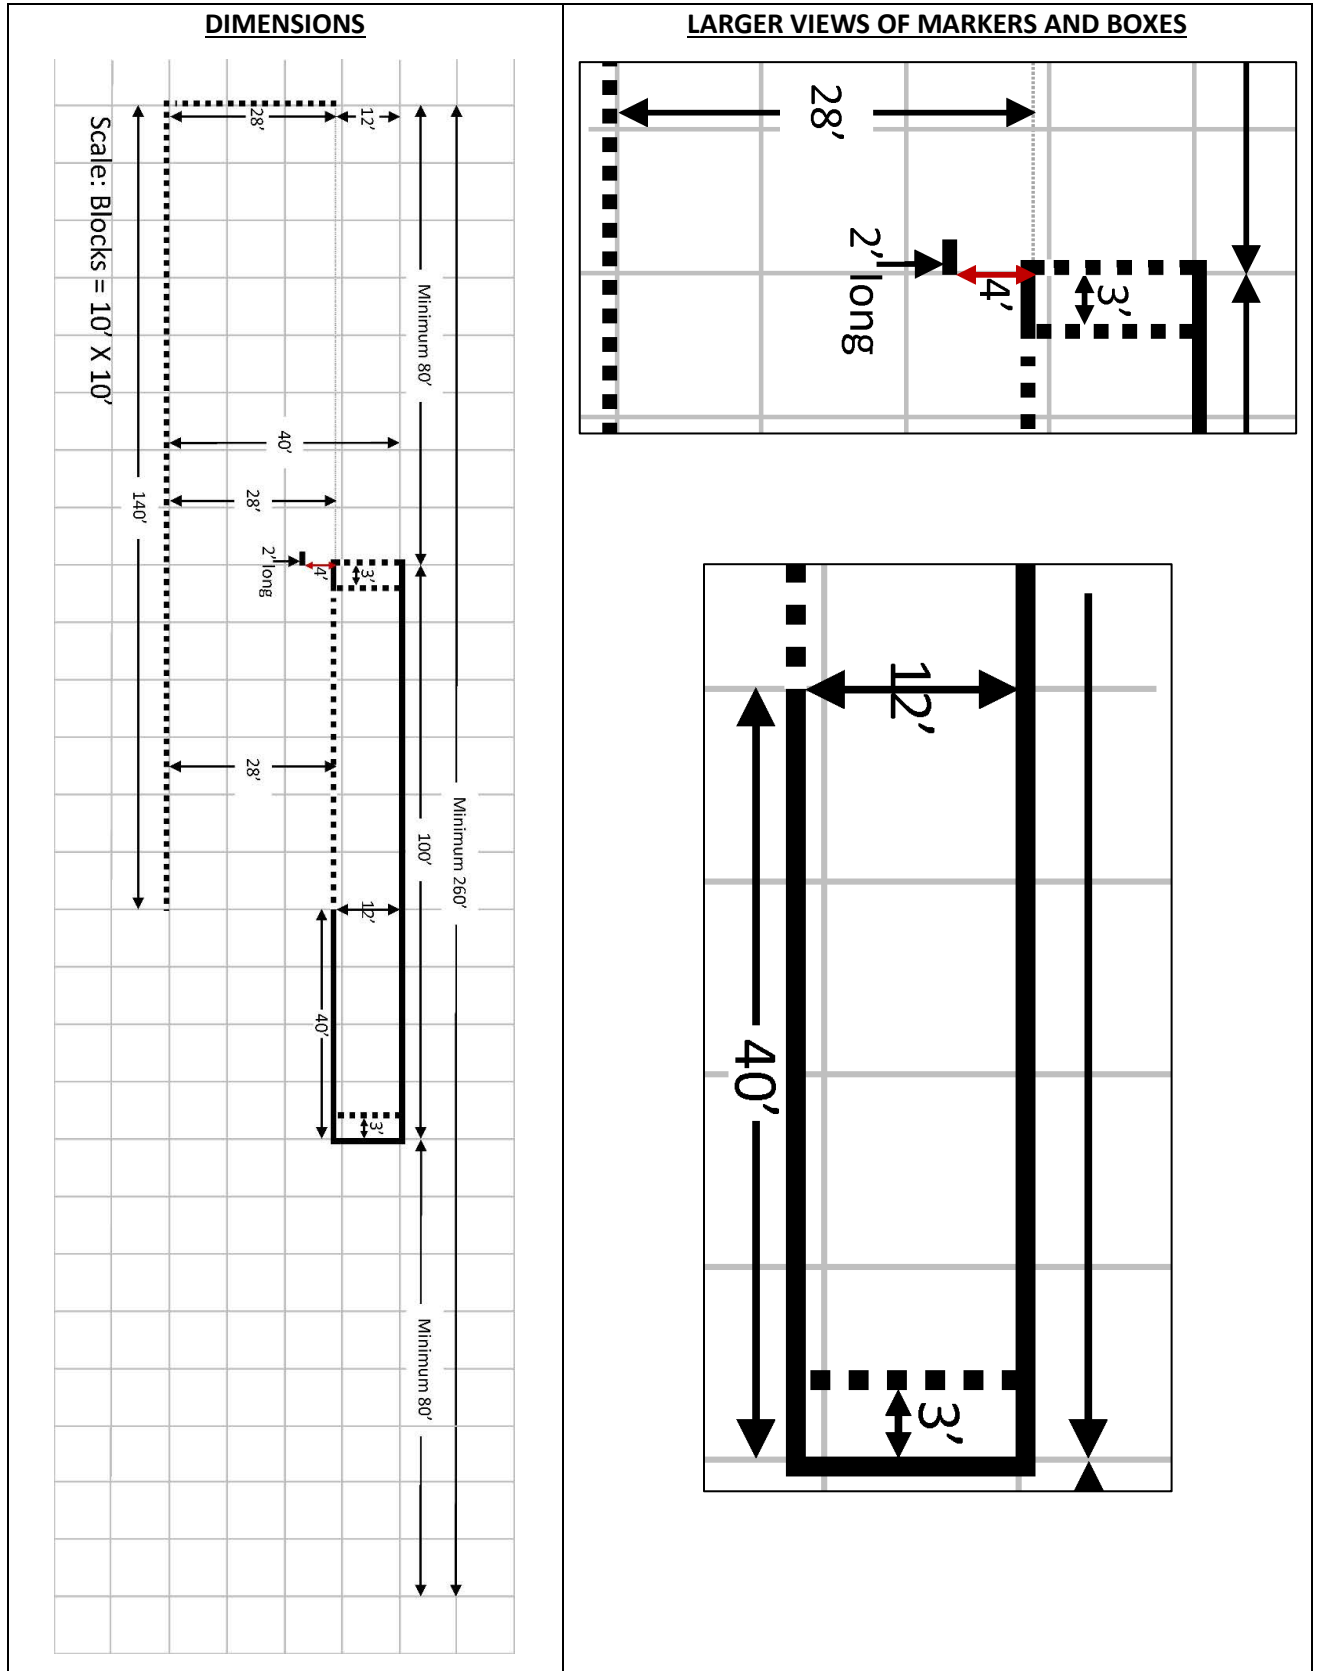 DIMENSIONS
28’
12’
Scale: Blocks = 10’ X 10’
Minimum 80’
40’
140’
28’
2’ long
4’
3’
28’
Minimum 260’
100’
12’
40’
3’
Minimum 80’
LARGER VIEWS OF MARKERS AND BOXES
28’
2’ long
4’
3’
12’
40’
3’